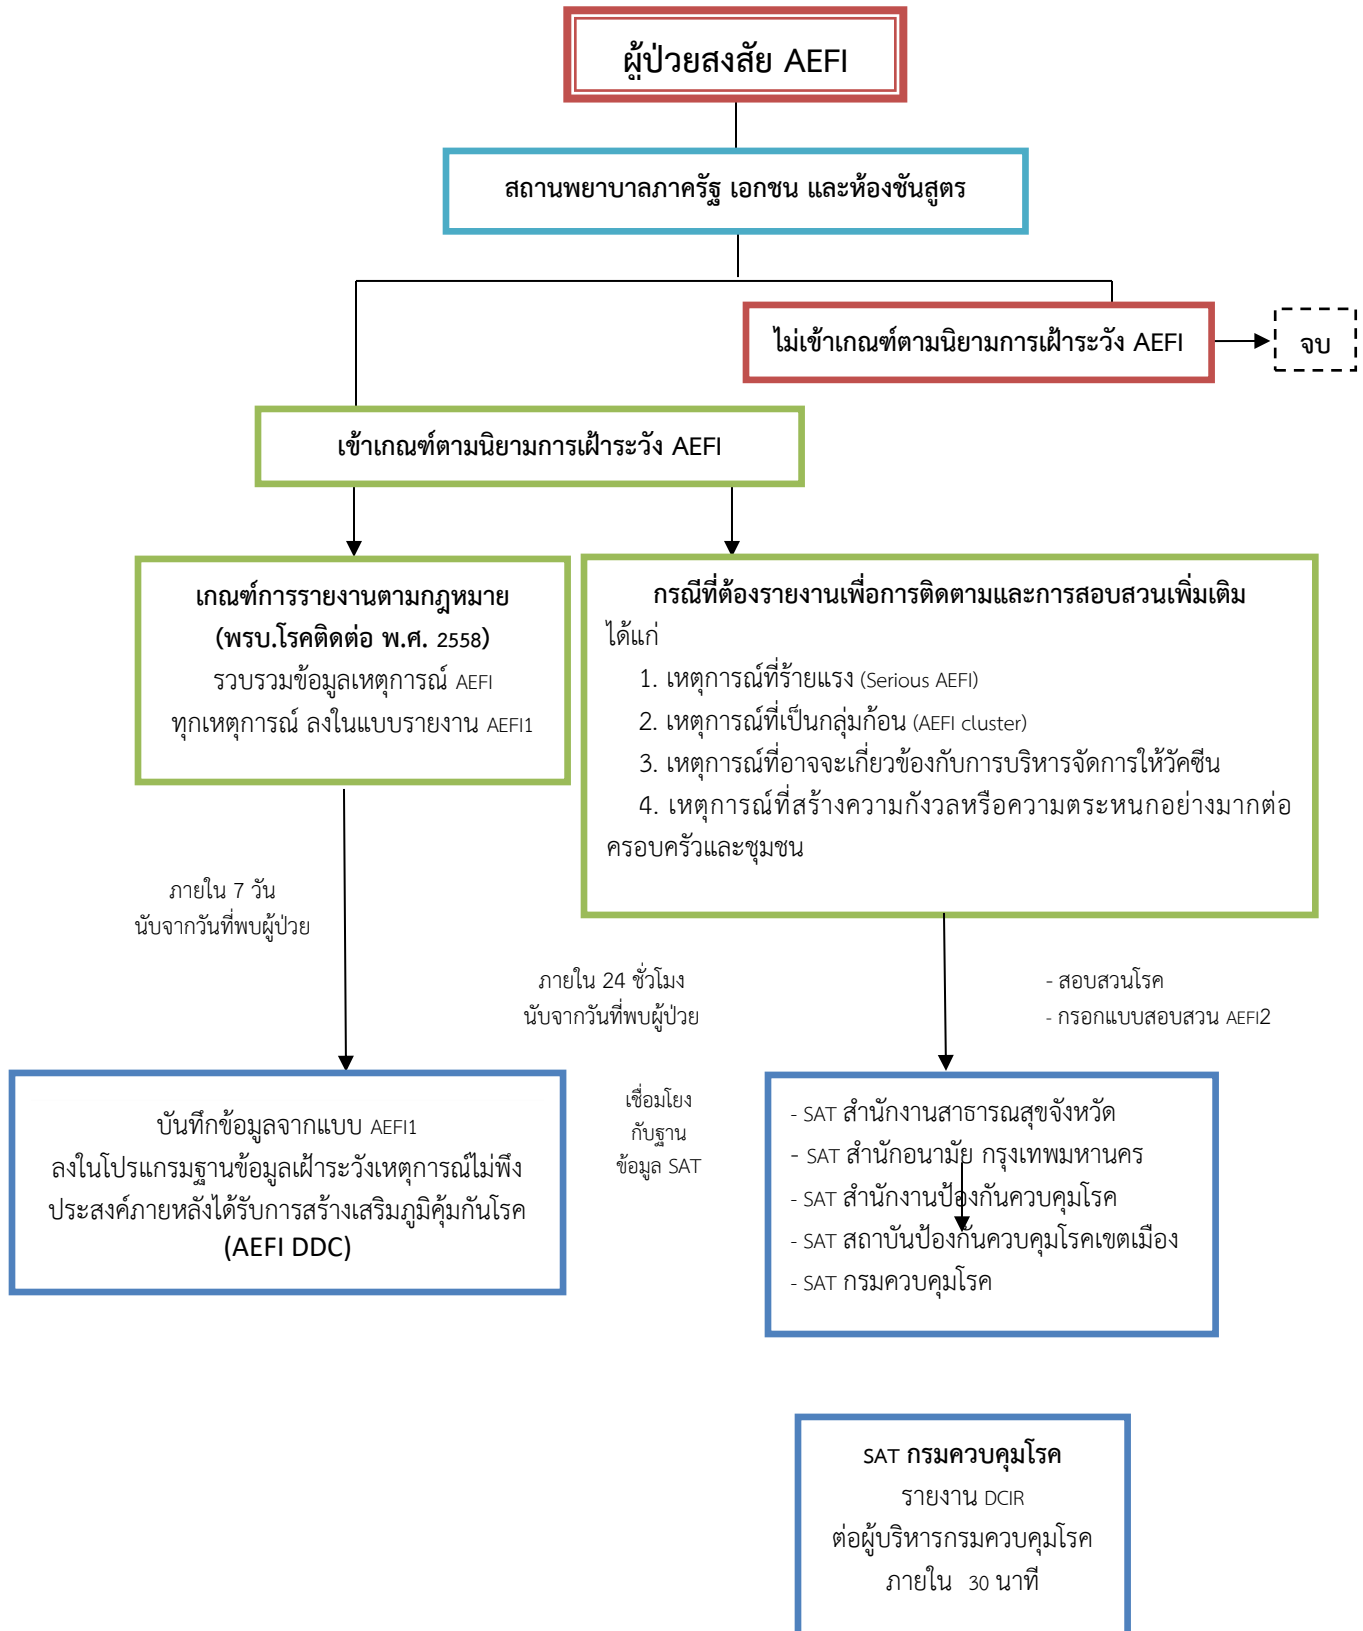 ผู้ป่วยสงสัย AEFI
สถานพยาบาลภาครัฐ เอกชน และห้องชันสูตร
ไม่เข้าเกณฑ์ตามนิยามการเฝ้าระวัง AEFI
จบ
เข้าเกณฑ์ตามนิยามการเฝ้าระวัง AEFI
เกณฑ์การรายงานตามกฎหมาย
(พรบ.โรคติดต่อ พ.ศ. 2558)
รวบรวมข้อมูลเหตุการณ์ AEFI
ทุกเหตุการณ์ ลงในแบบรายงาน AEFI1
กรณีที่ต้องรายงานเพื่อการติดตามและการสอบสวนเพิ่มเติม
ได้แก่
1. เหตุการณ์ที่ร้ายแรง (Serious AEFI)
2. เหตุการณ์ที่เป็นกลุ่มก้อน (AEFI cluster)
3. เหตุการณ์ที่อาจจะเกี่ยวข้องกับการบริหารจัดการให้วัคซีน
4. เหตุการณ์ที่สร้างความกังวลหรือความตระหนกอย่างมากต่อ
ครอบครัวและชุมชน
ภายใน 7 วัน
นับจากวันที่พบผู้ป่วย
ภายใน 24 ชั่วโมง
นับจากวันที่พบผู้ป่วย
- สอบสวนโรค
- กรอกแบบสอบสวน AEFI2
บันทึกข้อมูลจากแบบ AEFI1
ลงในโปรแกรมฐานข้อมูลเฝ้าระวังเหตุการณ์ไม่พึง
ประสงค์ภายหลังได้รับการสร้างเสริมภูมิคุ้มกันโรค
(AEFI DDC)
เชื่อมโยง
กับฐาน
ข้อมูล SAT
- SAT สำนักงานสาธารณสุขจังหวัด
- SAT สำนักอนามัย กรุงเทพมหานคร
- SAT สำนักงานป้องกันควบคุมโรค
- SAT สถาบันป้องกันควบคุมโรคเขตเมือง
- SAT กรมควบคุมโรค
SAT กรมควบคุมโรค
รายงาน DCIR
ต่อผู้บริหารกรมควบคุมโรค
ภายใน 30 นาที